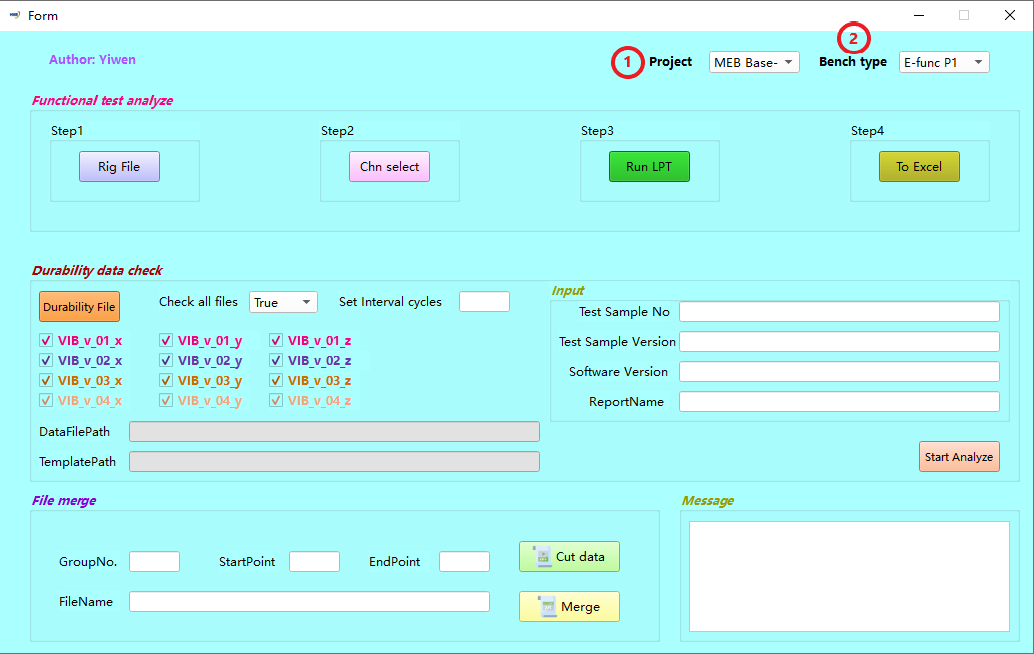 Form
Author: Yiwen
1 Project MEB Base- 2 Bench type E-func P1
Functional test analyze
Step1 Step2 Step3 Step4
Rig File Chn select Run LPT To Excel
Durability data check
Durability File Check all files True Set Interval cycles
VIB_v_01_x VIB_v_01_y VIB_v_01_z
VIB_v_02_x VIB_v_02_y VIB_v_02_z
VIB_v_03_x VIB_v_03_y VIB_v_03_z
VIB_v_04_x VIB_v_04_y VIB_v_04_z
DataFilePath
TemplatePath
Input
Test Sample No
Test Sample Version
Software Version
ReportName
Start Analyze
File merge
GroupNo. StartPoint EndPoint Cut data
FileName Merge
Message